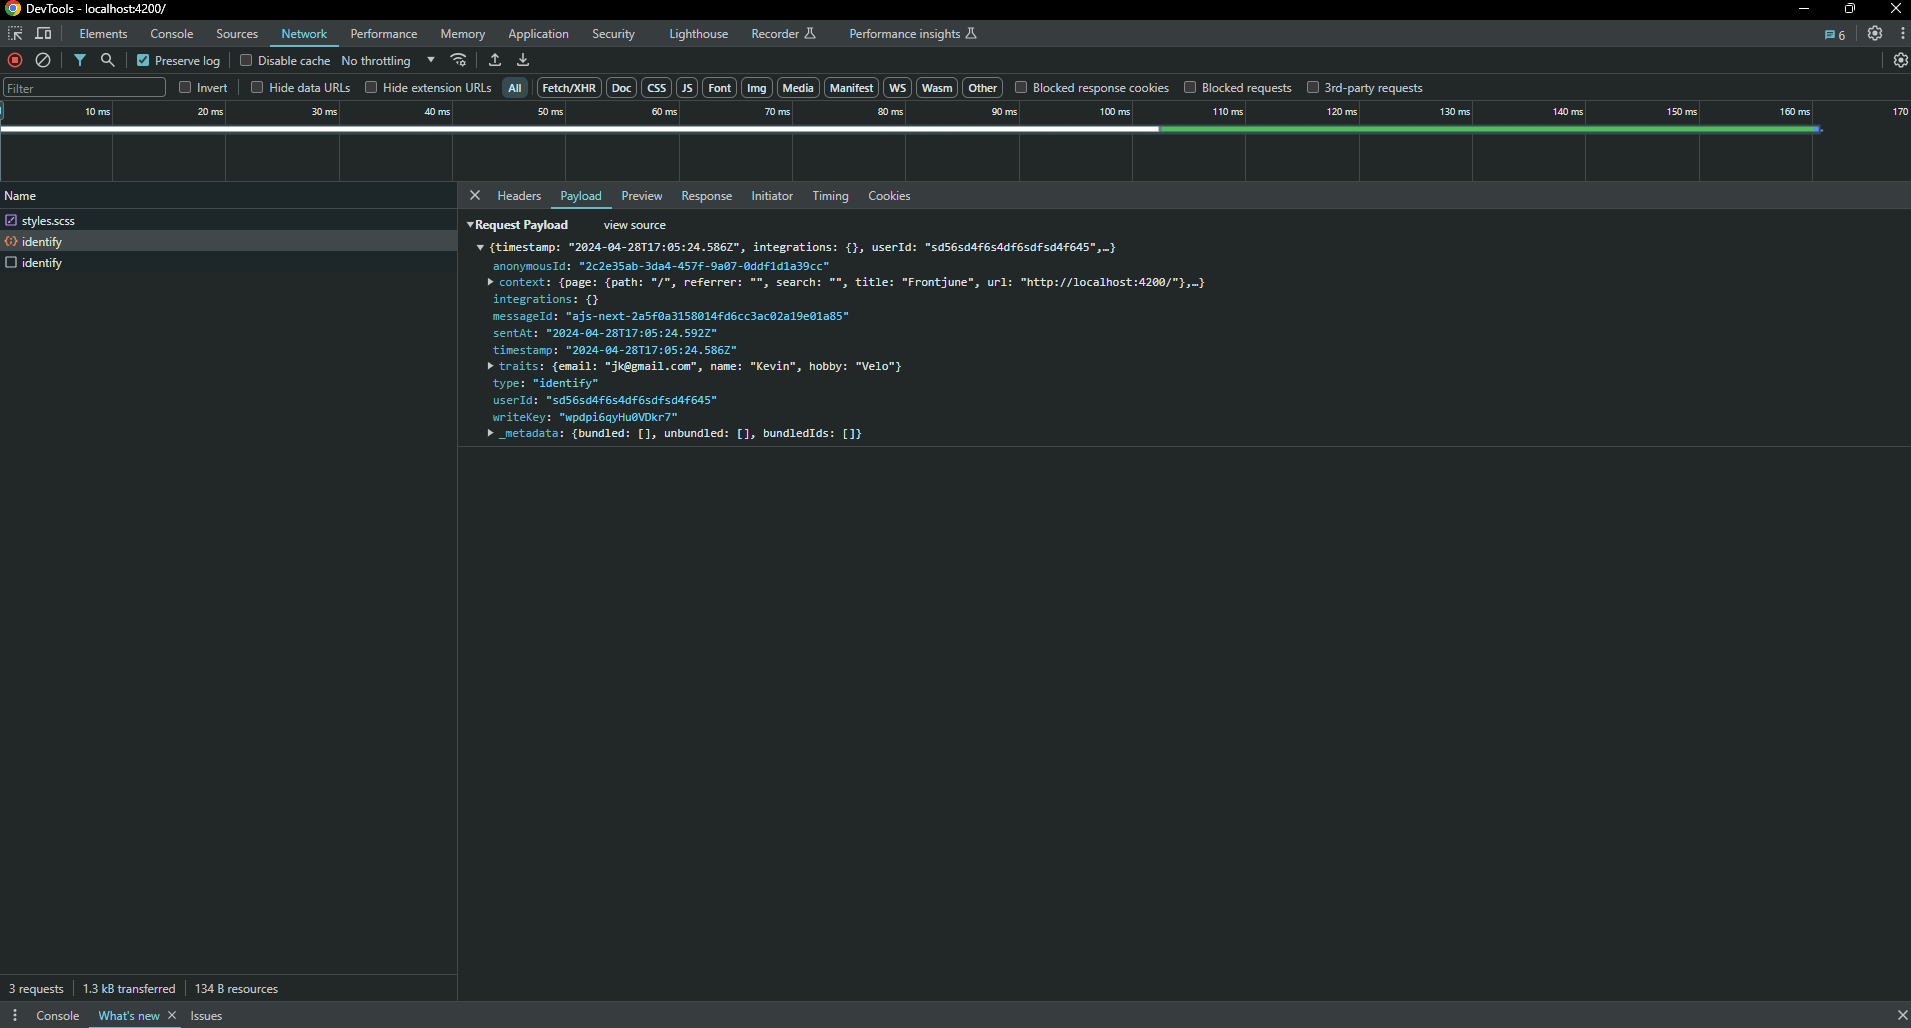 DevTools - localhost:4200/
Elements Console Sources Network Performance Memory Application Security Lighthouse Recorder Performance insights 6
Preserve log Disable cache No throttling
Filter Invert Hide data URLs Hide extension URLs All Fetch/XHR Doc CSS JS Font Img Media Manifest WS Wasm Other Blocked response cookies Blocked requests 3rd-party requests
10 ms 20 ms 30 ms 40 ms 50 ms 60 ms 70 ms 80 ms 90 ms 100 ms 110 ms 120 ms 130 ms 140 ms 150 ms 160 ms 170
Name
styles.scss
identify
identify
Headers Payload Preview Response Initiator Timing Cookies
Request Payload view source
{timestamp: "2024-04-28T17:05:24.586Z", integrations: {}, userId: "sd56sd4f6s4df6sdfsd4f645",…}
anonymousId: "2c2e35ab-3da4-457f-9a07-0ddf1d1a39cc"
context: {page: {path: "/", referrer: "", search: "", title: "Frontjune", url: "http://localhost:4200/"},…}
integrations: {}
messageId: "ajs-next-2a5f0a3158014fd6cc3ac02a19e01a85"
sentAt: "2024-04-28T17:05:24.592Z"
timestamp: "2024-04-28T17:05:24.586Z"
traits: {email: "jk@gmail.com", name: "Kevin", hobby: "Velo"}
type: "identify"
userId: "sd56sd4f6s4df6sdfsd4f645"
writeKey: "wpdpi6qyHu0VDkr7"
_metadata: {bundled: [], unbundled: [], bundledIds: []}
3 requests 1.3 kB transferred 134 B resources
Console What's new Issues